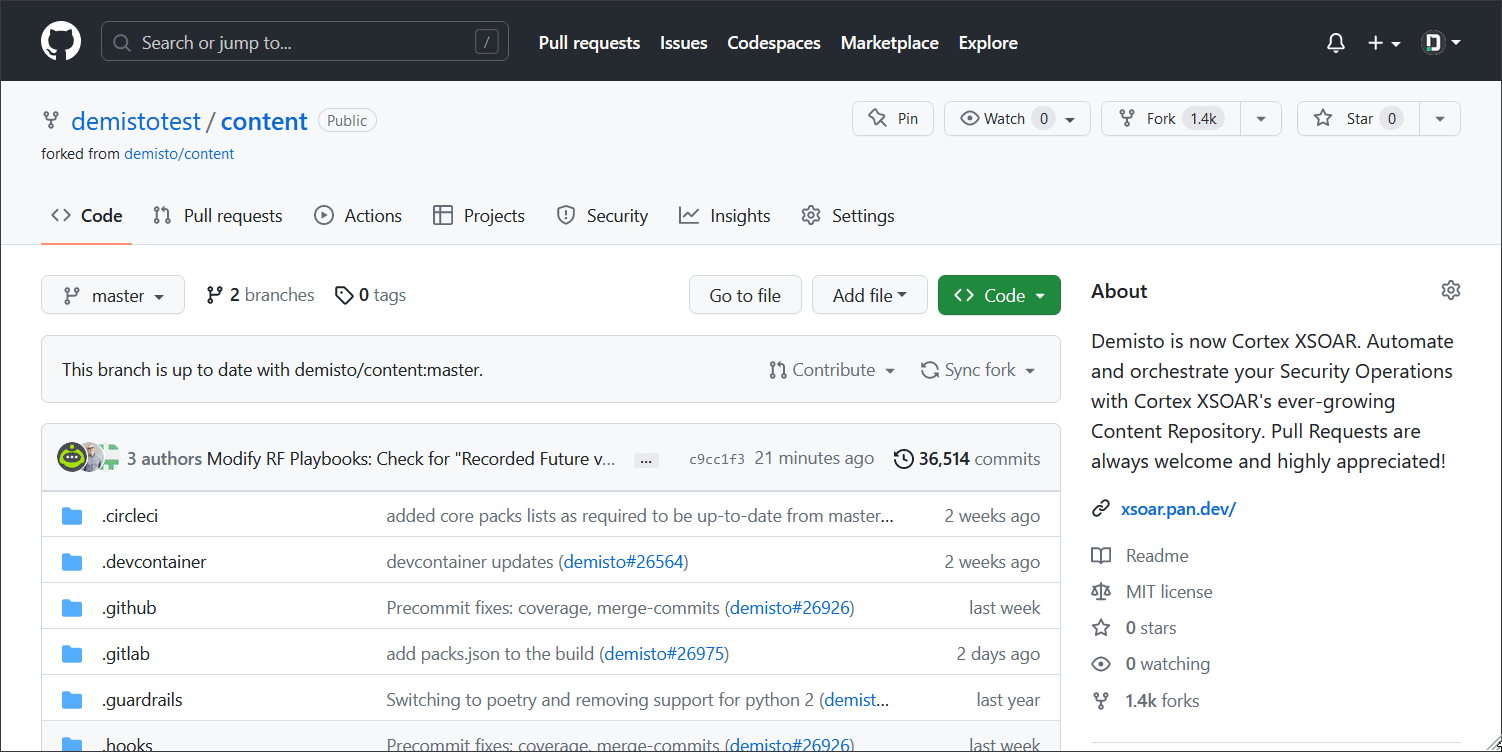 Search or jump to... /
Pull requests Issues Codespaces Marketplace Explore
demistotest / content Public
forked from demisto/content
Pin
Watch 0
Fork 1.4k
Star 0
Code Pull requests Actions Projects Security Insights Settings
master 2 branches 0 tags
Go to file Add file Code
This branch is up to date with demisto/content:master.
Contribute Sync fork
3 authors Modify RF Playbooks: Check for "Recorded Future v... ... c9cc1f3 21 minutes ago 36,514 commits
.circleci added core packs lists as required to be up-to-date from master... 2 weeks ago
.devcontainer devcontainer updates (demisto#26564) 2 weeks ago
.github Precommit fixes: coverage, merge-commits (demisto#26926) last week
.gitlab add packs.json to the build (demisto#26975) 2 days ago
.guardrails Switching to poetry and removing support for python 2 (demist... last year
.hooks Precommit fixes: coverage, merge-commits (demisto#26926) last week
About
Demisto is now Cortex XSOAR. Automate
and orchestrate your Security Operations
with Cortex XSOAR's ever-growing
Content Repository. Pull Requests are
always welcome and highly appreciated!
xsoar.pan.dev/
Readme
MIT license
0 stars
0 watching
1.4k forks